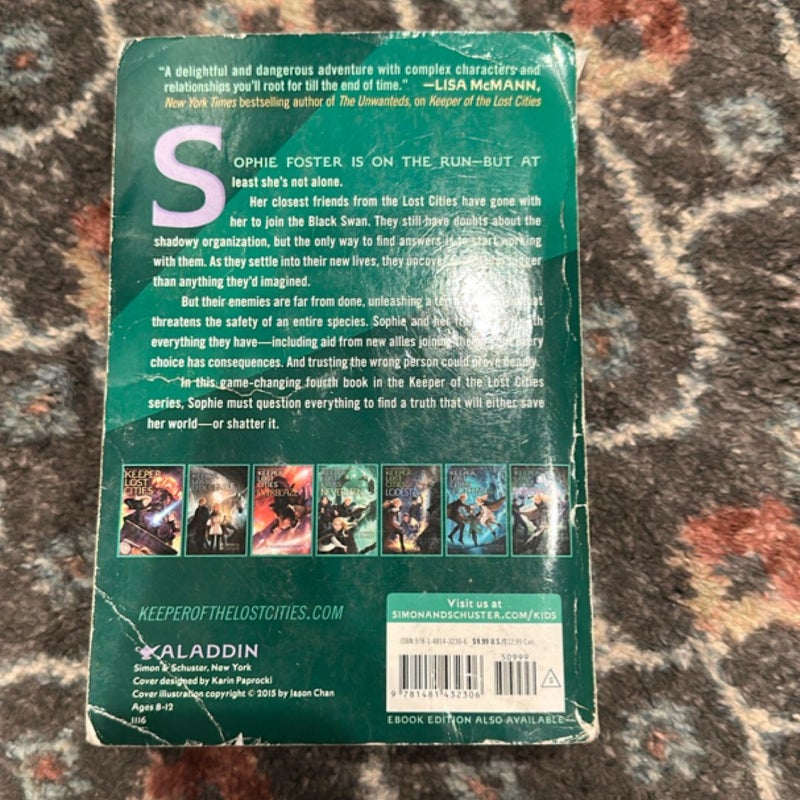 "A delightful and dangerous adventure with complex characters and
relationships you'll root for till the end of time." —LISA McMANN,
New York Times bestselling author of The Unwanteds, on Keeper of the Lost Cities
SOPHIE FOSTER IS ON THE RUN—BUT AT
least she's not alone.
Her closest friends from the Lost Cities have gone with
her to join the Black Swan. They still have doubts about the
shadowy organization, but the only way to find answers is to start working
with them. As they settle into their new lives, they uncover bigger
than anything they'd imagined.
But their enemies are far from done, unleashing a
threatens the safety of an entire species. Sophie and her
everything they have—including aid from new allies joining every
choice has consequences. And trusting the wrong person could prove deadly.
In this game-changing fourth book in the Keeper of the Lost Cities
series, Sophie must question everything to find a truth that will either save
her world—or shatter it.
KEEPER LOST CITIES
KEEPER LOST CITIES EVERBLAZE
KEEPER LOST CITIES LODESTAR
KEEPEROFTHELOSTCITIES.COM
ALADDIN
Simon & Schuster, New York
Cover designed by Karin Paprocki
Cover illustration copyright © 2015 by Jason Chan
Ages 8-12
1116
Visit us at
SIMONANDSCHUSTER.COM/KIDS
ISBN 978-1-4814-3230-6 $9.99 U.S./$12.99 Can.
50999
9 781481 432306
S
EBOOK EDITION ALSO AVAILABLE